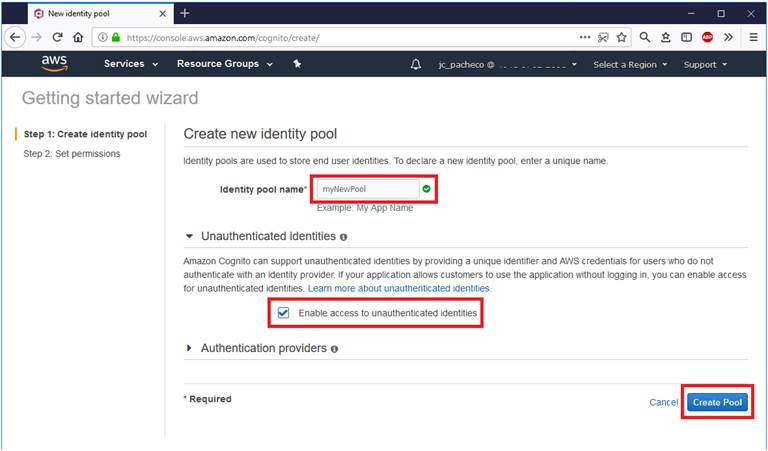 New identity pool
https://console.aws.amazon.com/cognito/create/
ABP
aws Services Resource Groups jc_pacheco @ Select a Region Support
Getting started wizard
Step 1: Create identity pool
Step 2: Set permissions
Create new identity pool
Identity pools are used to store end user identities. To declare a new identity pool, enter a unique name.
Identity pool name* myNewPool
Example: My App Name
Unauthenticated identities
Amazon Cognito can support unauthenticated identities by providing a unique identifier and AWS credentials for users who do not
authenticate with an identity provider. If your application allows customers to use the application without logging in, you can enable access
for unauthenticated identities. Learn more about unauthenticated identities.
Enable access to unauthenticated identities
Authentication providers
* Required
Cancel Create Pool